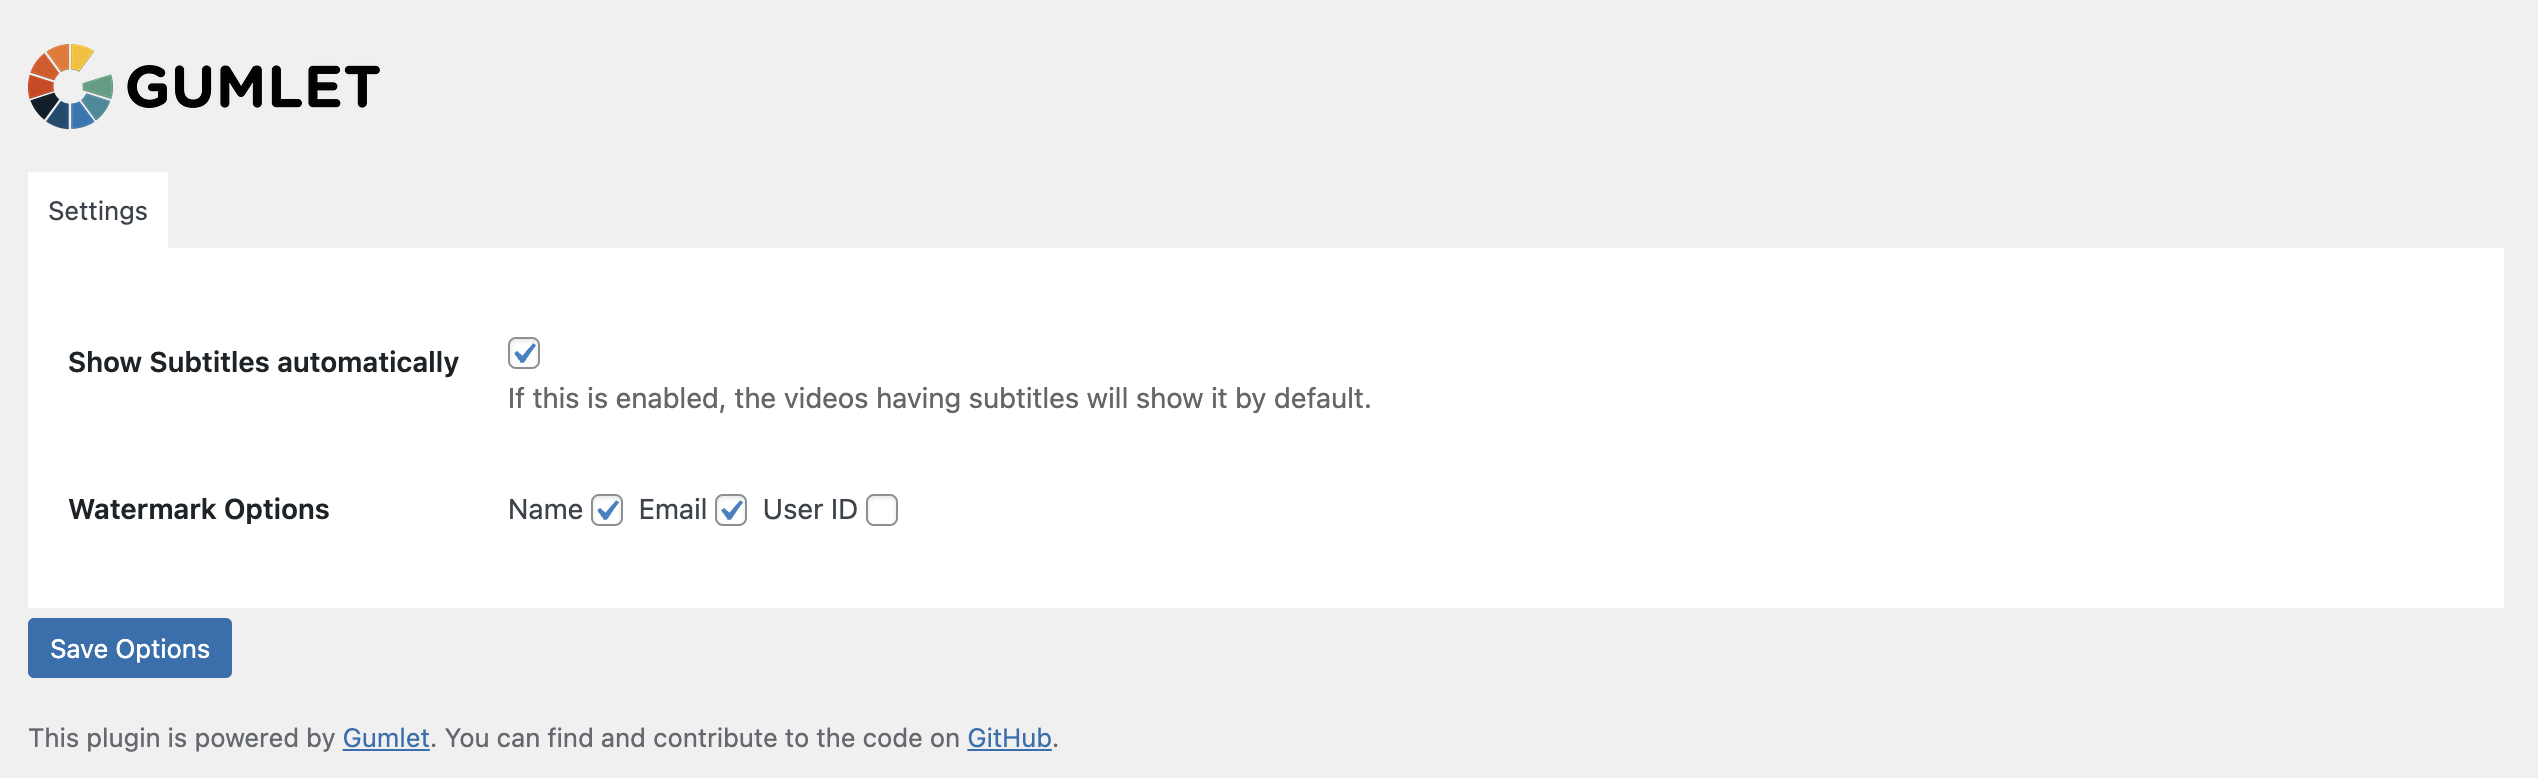 GUMLET
Settings
Show Subtitles automatically
If this is enabled, the videos having subtitles will show it by default.
Watermark Options Name Email User ID
Save Options
This plugin is powered by Gumlet. You can find and contribute to the code on GitHub.